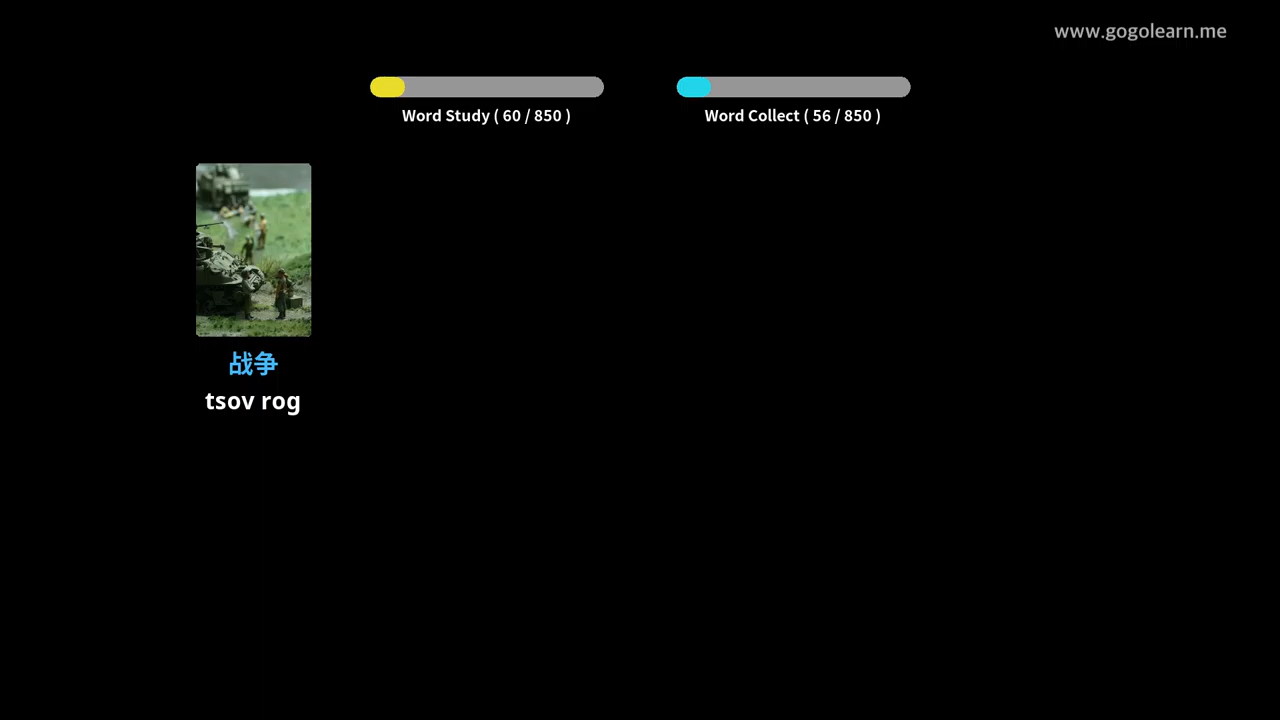 www.gogolearn.me
Word Study ( 60 / 850 )
Word Collect ( 56 / 850 )
战争
tsov rog